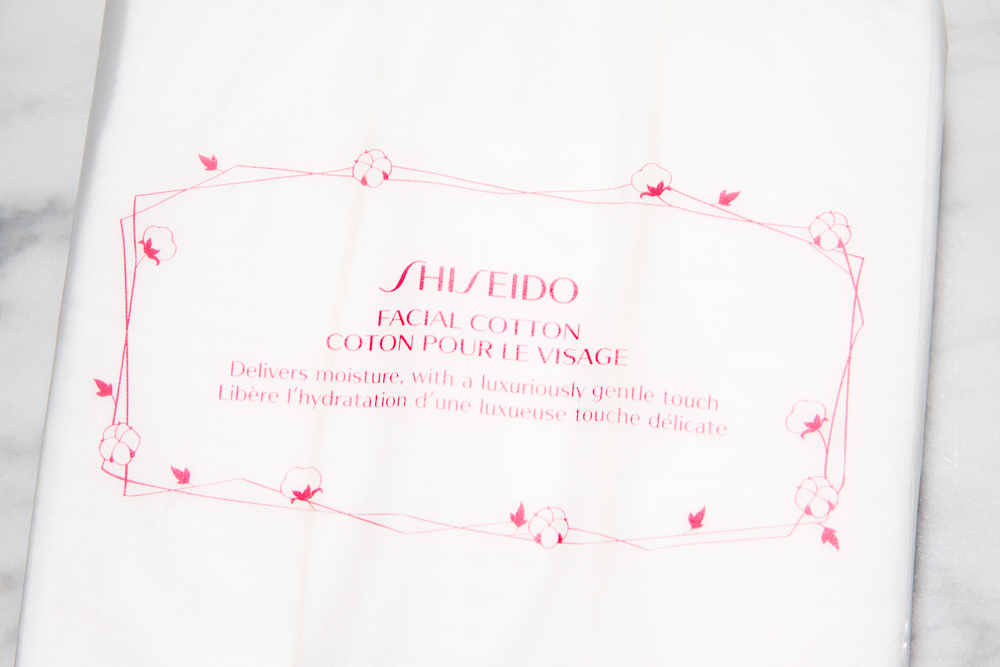 SHISEIDO
FACIAL COTTON
COTON POUR LE VISAGE
Delivers moisture, with a luxuriously gentle touch
Libère l'hydratation d'une luxueuse touche délicate